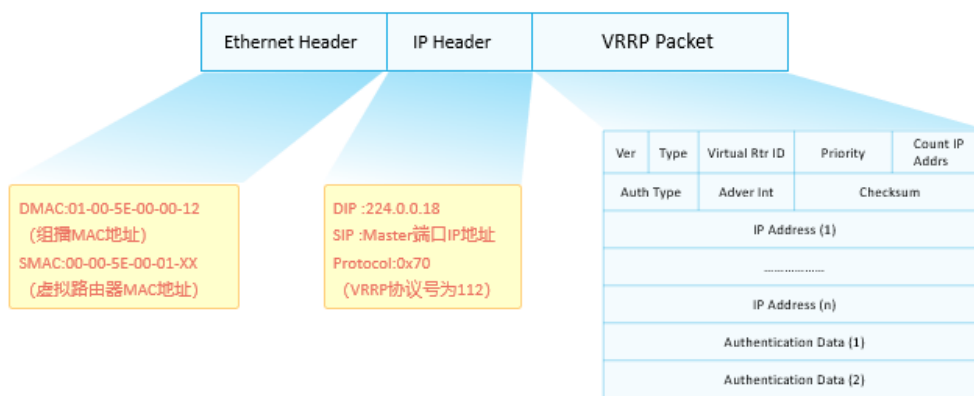 Ethernet Header IP Header VRRP Packet
DMAC:01-00-5E-00-00-12
(组播MAC地址)
SMAC:00-00-5E-00-01-XX
(虚拟路由器MAC地址)
DIP :224.0.0.18
SIP :Master端口IP地址
Protocol:0x70
(VRRP协议号为112)
Ver Type Virtual Rtr ID Priority Count IP
Addrs
Auth Type Adver Int Checksum
IP Address (1)
………………
IP Address (n)
Authentication Data (1)
Authentication Data (2)